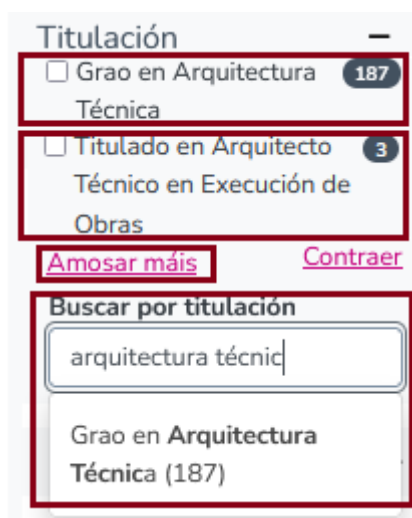 Titulación
Grao en Arquitectura 187
Técnica
Titulado en Arquitecto 3
Técnico en Execución de
Obras
Amosar máis Contraer
Buscar por titulación
arquitectura técnic
Grao en Arquitectura
Técnica (187)